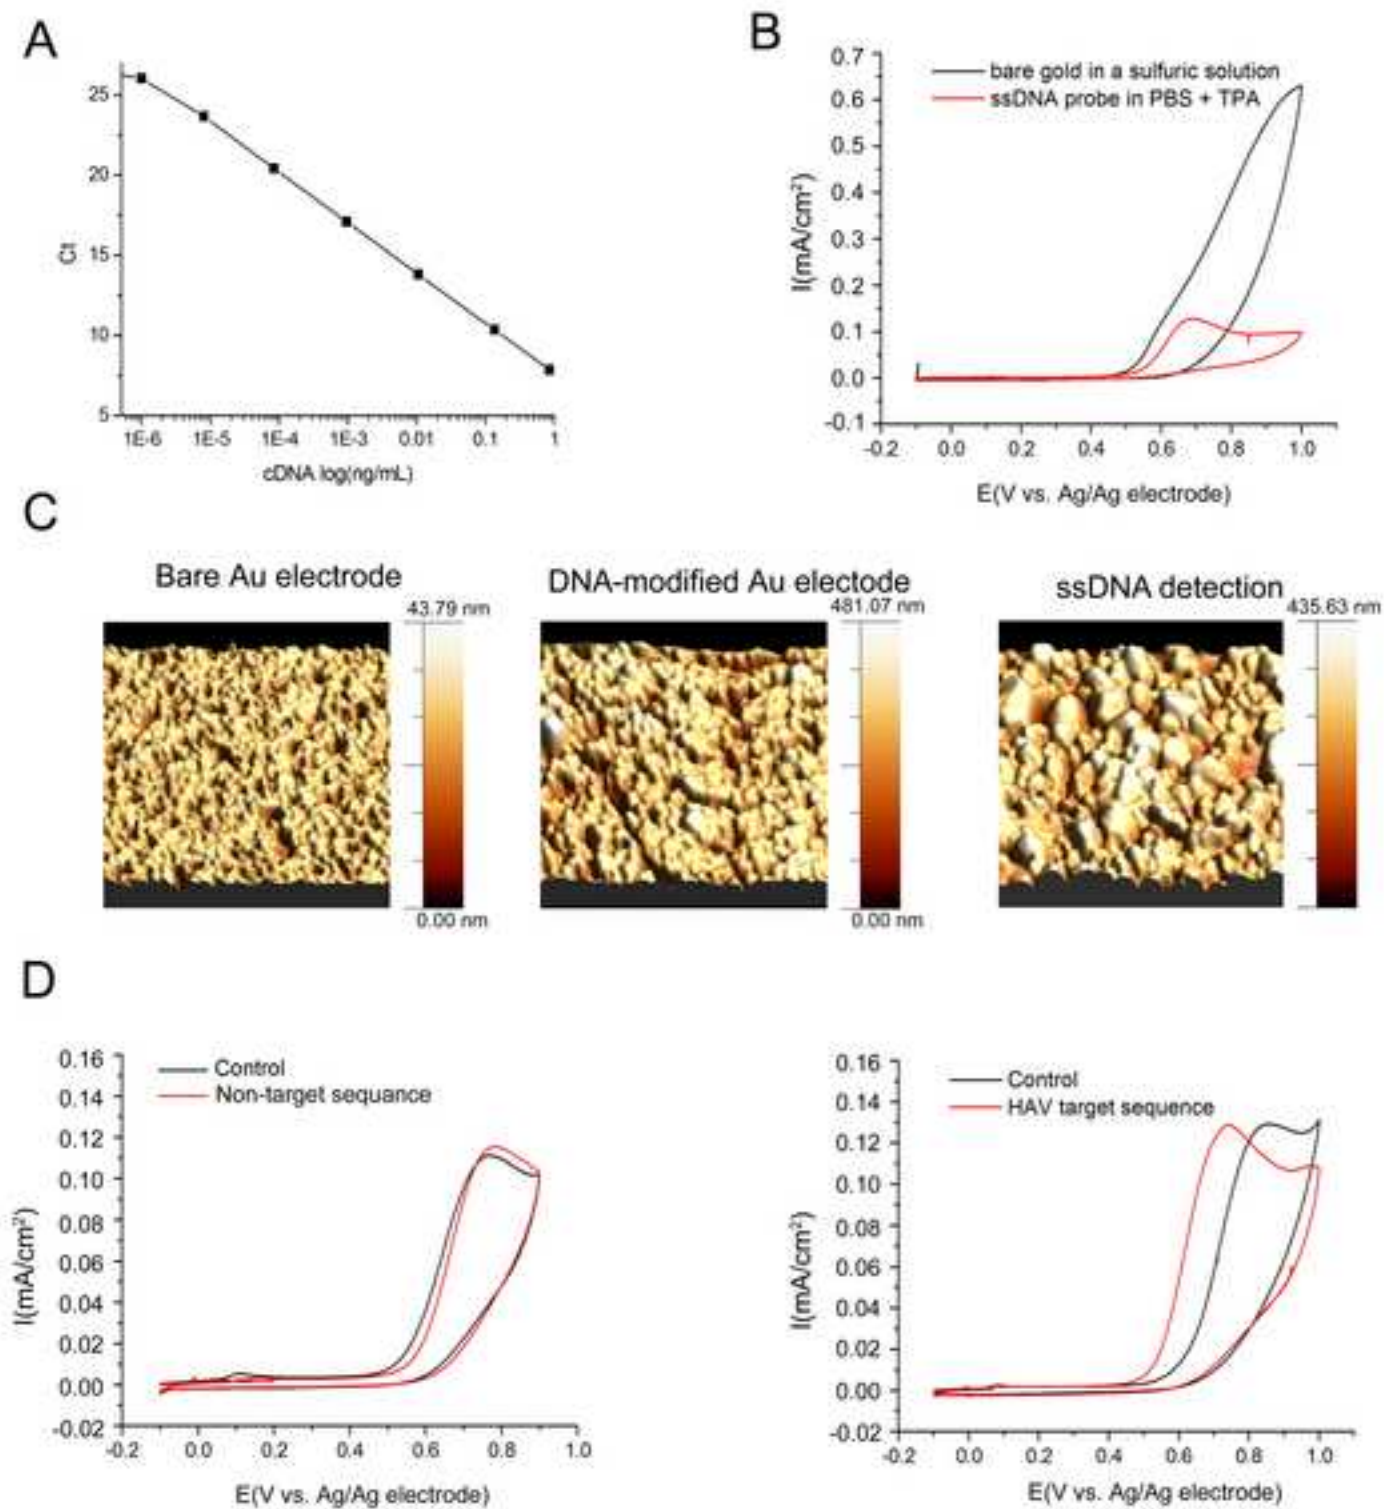 A
25
20
15
10
5
Ct
1E-6 1E-5 1E-4 1E-3 0.01 0.1 1
cDNA log(ng/mL)
B
0.7
0.6
0.5
0.4
0.3
0.2
0.1
0.0
-0.1
I(mA/cm²)
bare gold in a sulfuric solution
ssDNA probe in PBS + TPA
-0.2 0.0 0.2 0.4 0.6 0.8 1.0
E(V vs. Ag/Ag electrode)
C
Bare Au electrode
43.79 nm
0.00 nm
DNA-modified Au electode
481.07 nm
0.00 nm
ssDNA detection
435.63 nm
D
0.16
0.14
0.12
0.10
0.08
0.06
0.04
0.02
0.00
-0.02
I(mA/cm²)
Control
Non-target sequance
-0.2 0.0 0.2 0.4 0.6 0.8 1.0
E(V vs. Ag/Ag electrode)
0.16
0.14
0.12
0.10
0.08
0.06
0.04
0.02
0.00
-0.02
I(mA/cm²)
Control
HAV target sequence
-0.2 0.0 0.2 0.4 0.6 0.8 1.0
E(V vs. Ag/Ag electrode)